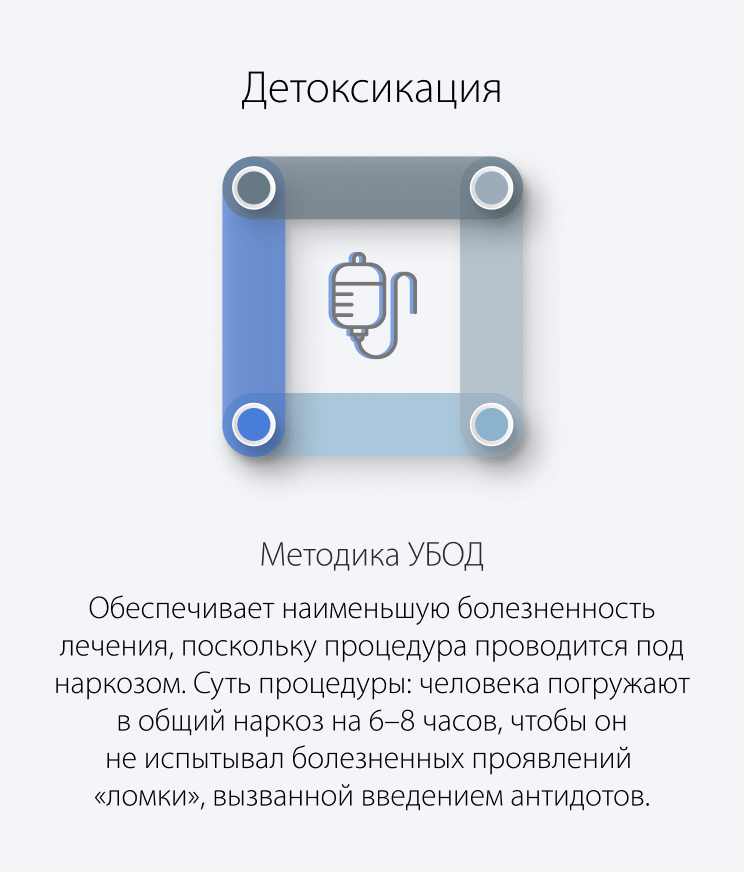 Детоксикация
Методика УБОД
Обеспечивает наименьшую болезненность
лечения, поскольку процедура проводится под
наркозом. Суть процедуры: человека погружают
в общий наркоз на 6–8 часов, чтобы он
не испытывал болезненных проявлений
«ломки», вызванной введением антидотов.